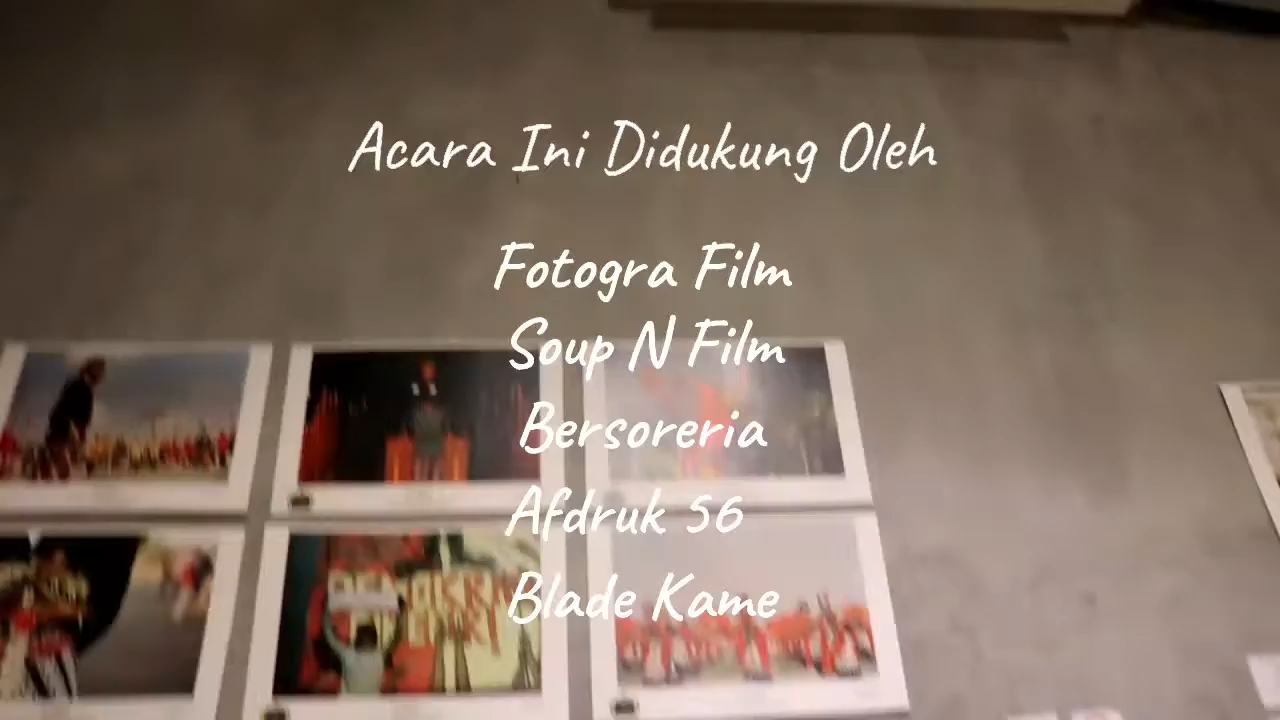 Acara Ini Didukung Oleh
Fotogra Film
Soup N Film
Bersoreria
Afdruk 56
Blade Kame